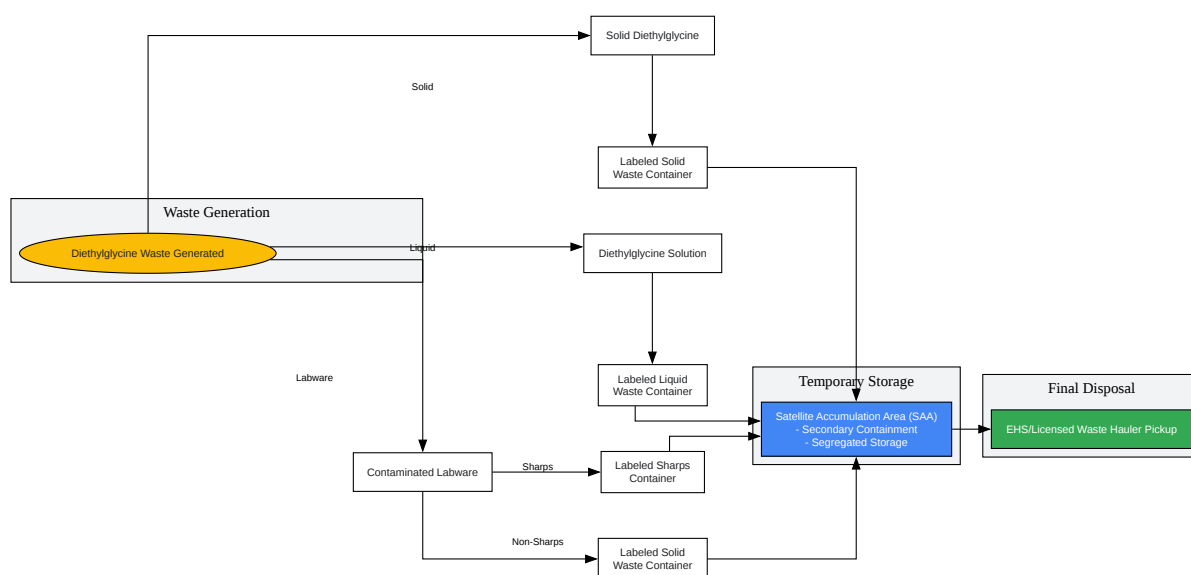 Solid Diethylglycine
Solid
Labeled Solid
Waste Container
Waste Generation
Diethylglycine Waste Generated
Liquid
Diethylglycine Solution
Labware
Labeled Liquid
Waste Container
Temporary Storage
Satellite Accumulation Area (SAA)
- Secondary Containment
- Segregated Storage
Final Disposal
EHS/Licensed Waste Hauler Pickup
Contaminated Labware
Sharps
Labeled Sharps
Container
Non-Sharps
Labeled Solid
Waste Container